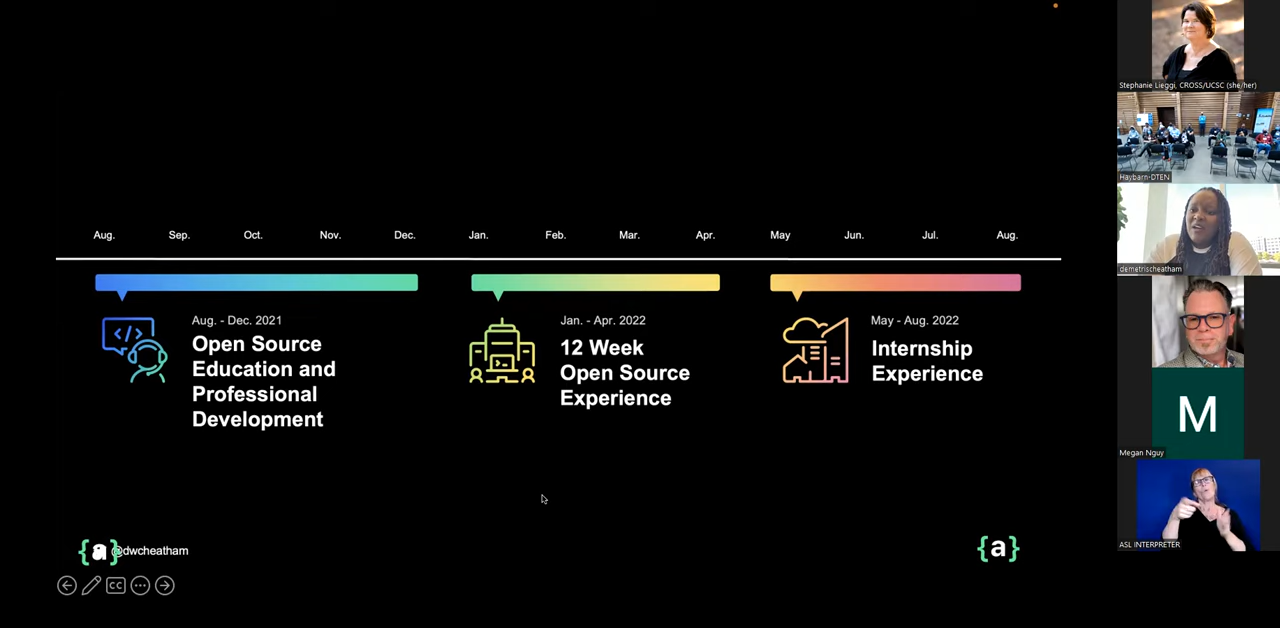 Aug. Sep. Oct. Nov. Dec. Jan. Feb. Mar. Apr. May Jun. Jul. Aug.
Aug. - Dec. 2021
Open Source
Education and
Professional
Development
</>
Jan. - Apr. 2022
12 Week
Open Source
Experience
May - Aug. 2022
Internship
Experience
{a} @dwcheatham
{a}
CC
Stephanie Lieggi, CROSS/UCSC (she/her)
Haybarn-DTEN
demetrischeatham
M
Megan Nguy
ASL INTERPRETER